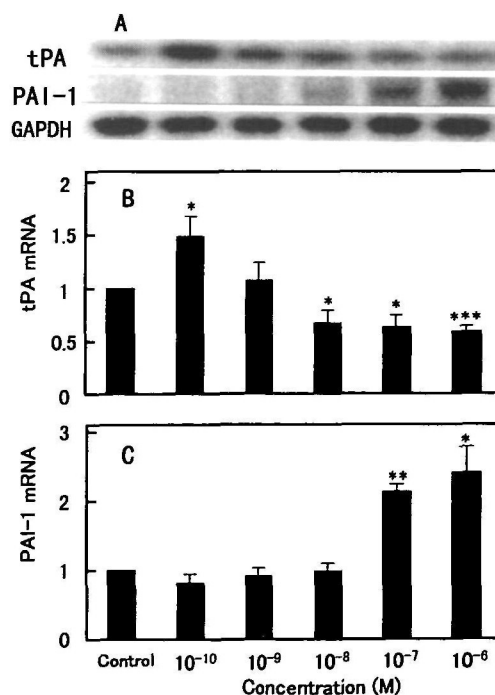 A
tPA
PAI-1
GAPDH
B
tPA mRNA
2
1.5
1
0.5
0
*
*
*
***
C
PAI-1 mRNA
3
2
1
0
**
*
Control 10⁻¹⁰ 10⁻⁹ 10⁻⁸ 10⁻⁷ 10⁻⁶
Concentration (M)